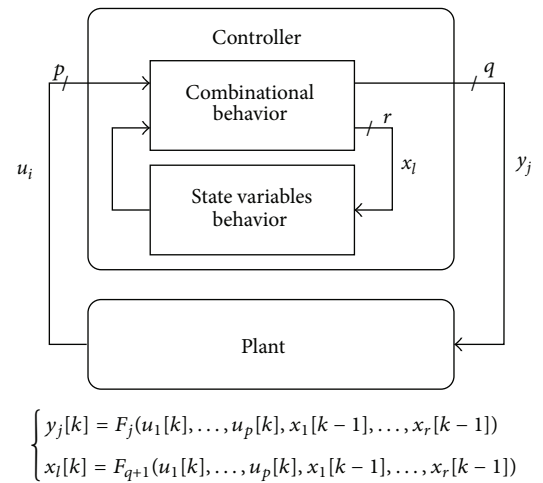 Controller
p
q
Combinational
behavior
r
u_i
x_l
y_j
State variables
behavior
Plant
{ y_j[k] = F_j(u_1[k], . . . , u_p[k], x_1[k − 1], . . . , x_r[k − 1])
x_l[k] = F_{q+1}(u_1[k], . . . , u_p[k], x_1[k − 1], . . . , x_r[k − 1])